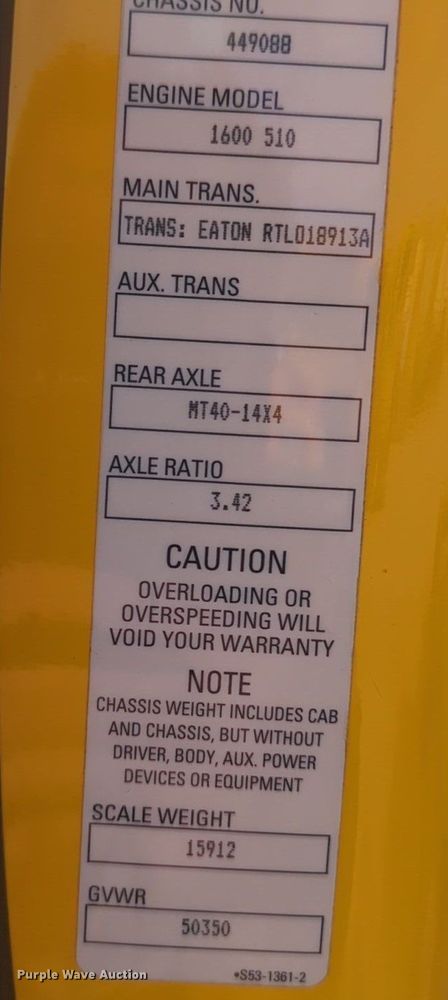 CHASSIS NO.
449088
ENGINE MODEL
1600 510
MAIN TRANS.
TRANS: EATON RTLO18913A
AUX. TRANS
REAR AXLE
MT40-14X4
AXLE RATIO
3.42
CAUTION
OVERLOADING OR
OVERSPEEDING WILL
VOID YOUR WARRANTY
NOTE
CHASSIS WEIGHT INCLUDES CAB
AND CHASSIS, BUT WITHOUT
DRIVER, BODY, AUX. POWER
DEVICES OR EQUIPMENT
SCALE WEIGHT
15912
GVWR
50350
•S53-1361-2
Purple Wave Auction